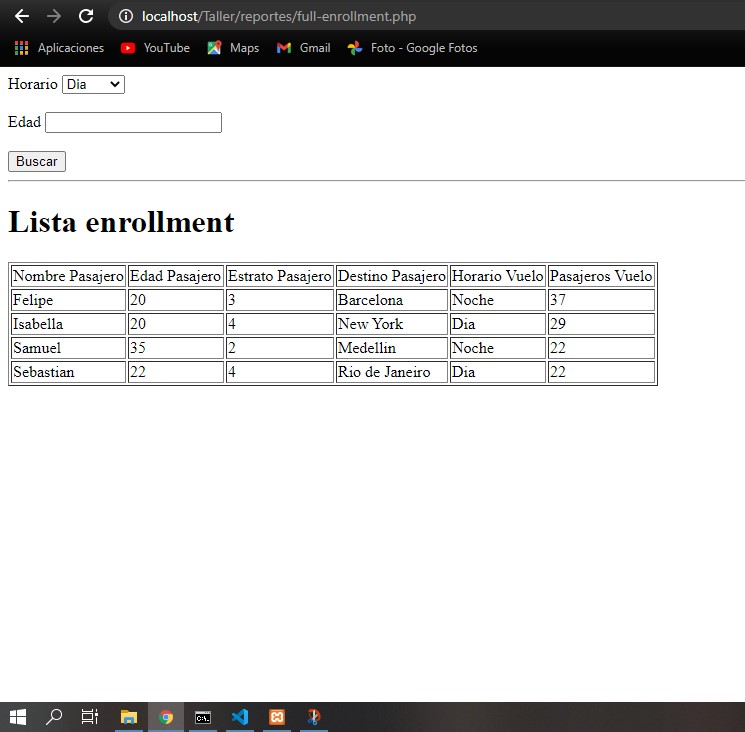 localhost/Taller/reportes/full-enrollment.php
Aplicaciones YouTube Maps Gmail Foto - Google Fotos
Horario Dia
Edad
Buscar
Lista enrollment
Nombre Pasajero Edad Pasajero Estrato Pasajero Destino Pasajero Horario Vuelo Pasajeros Vuelo
Felipe 20 3 Barcelona Noche 37
Isabella 20 4 New York Dia 29
Samuel 35 2 Medellin Noche 22
Sebastian 22 4 Rio de Janeiro Dia 22